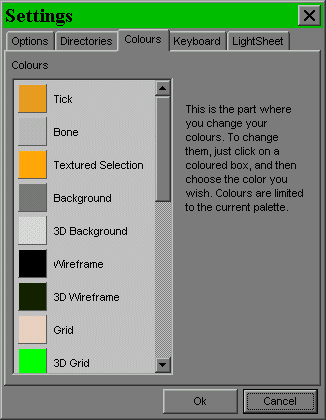 Settings
Options Directories Colours Keyboard LightSheet
Colours
Tick
Bone
Textured Selection
Background
3D Background
Wireframe
3D Wireframe
Grid
3D Grid
This is the part where
you change your
colours. To change
them, just click on a
coloured box, and then
choose the color you
wish. Colours are limited
to the current palette.
Ok Cancel